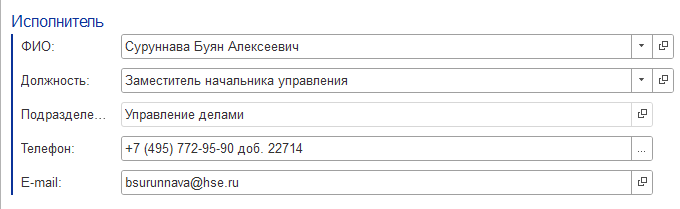 Исполнитель
ФИО: Суруннава Буян Алексеевич
Должность: Заместитель начальника управления
Подразделе... Управление делами
Телефон: +7 (495) 772-95-90 доб. 22714 ...
E-mail: bsurunnava@hse.ru